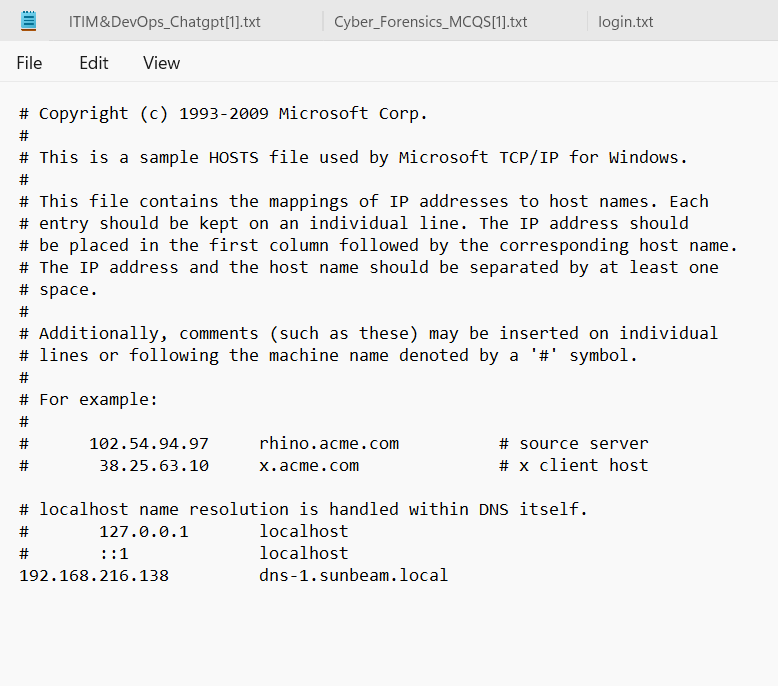 ITIM&DevOps_Chatgpt[1].txt Cyber_Forensics_MCQS[1].txt login.txt
File Edit View
# Copyright (c) 1993-2009 Microsoft Corp.
#
# This is a sample HOSTS file used by Microsoft TCP/IP for Windows.
#
# This file contains the mappings of IP addresses to host names. Each
# entry should be kept on an individual line. The IP address should
# be placed in the first column followed by the corresponding host name.
# The IP address and the host name should be separated by at least one
# space.
#
# Additionally, comments (such as these) may be inserted on individual
# lines or following the machine name denoted by a '#' symbol.
#
# For example:
#
#      102.54.94.97     rhino.acme.com          # source server
#       38.25.63.10     x.acme.com              # x client host

# localhost name resolution is handled within DNS itself.
#       127.0.0.1       localhost
#       ::1             localhost
192.168.216.138         dns-1.sunbeam.local